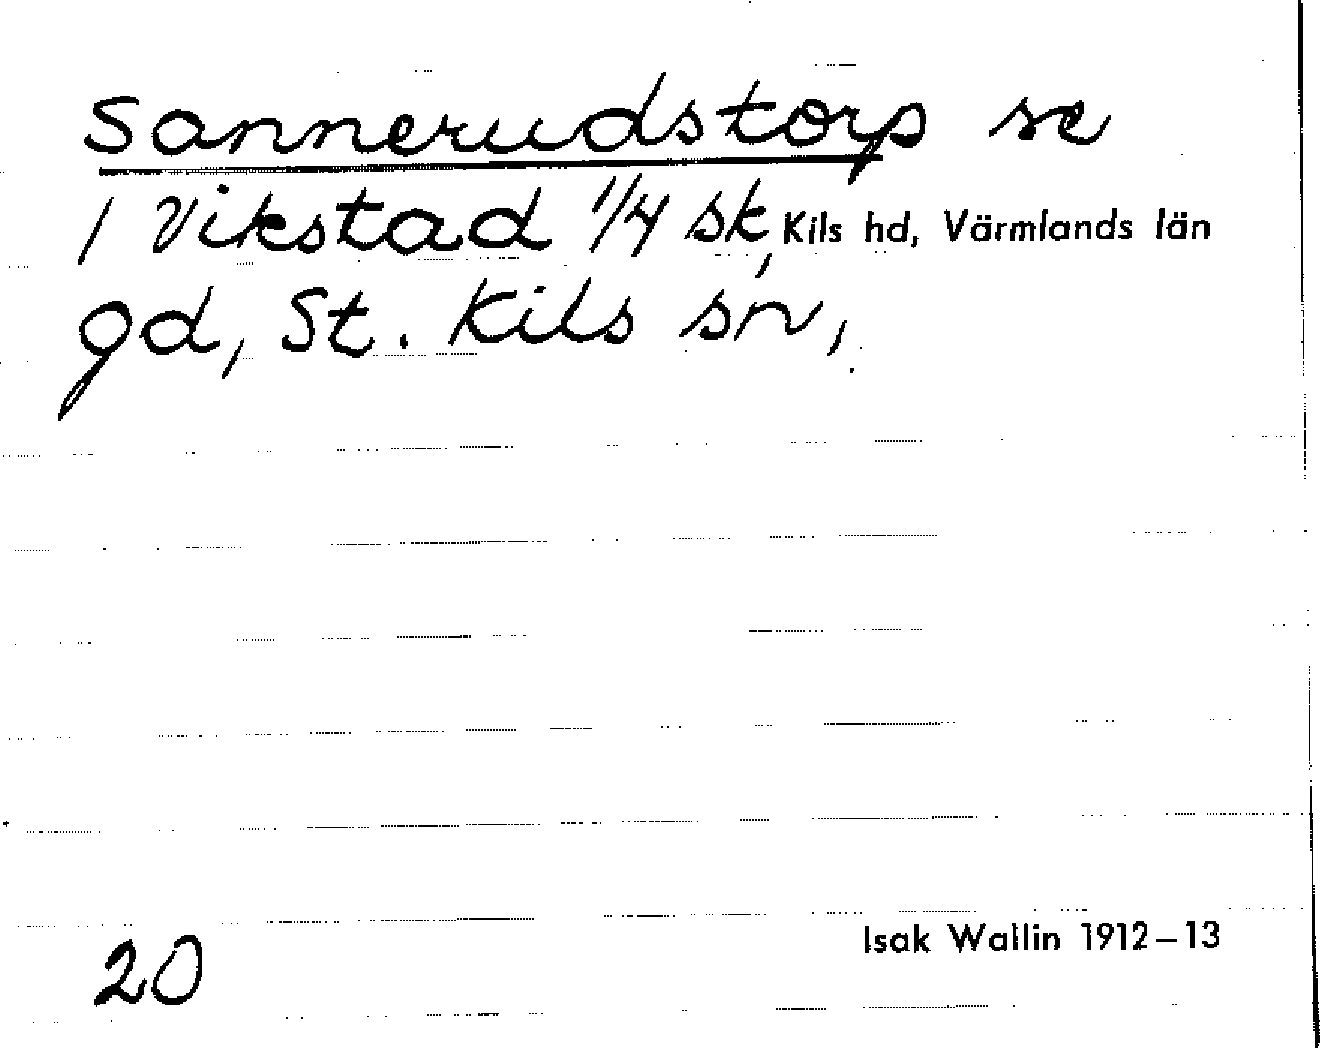 Sannerudstorp se
/ Vikstad 1/4 sk, Kils hd, Värmlands län
gd, St. Kils sn,
20
Isak Wallin 1912–13